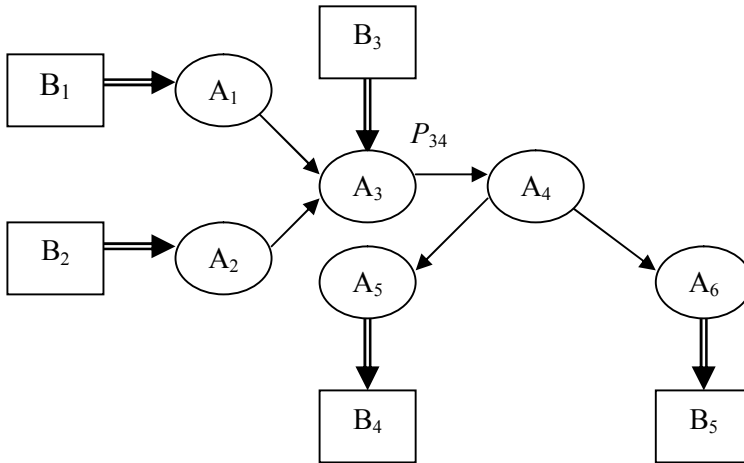 B₃
B₁
A₁
P₃₄
A₃
A₄
B₂
A₂
A₅
A₆
B₄
B₅